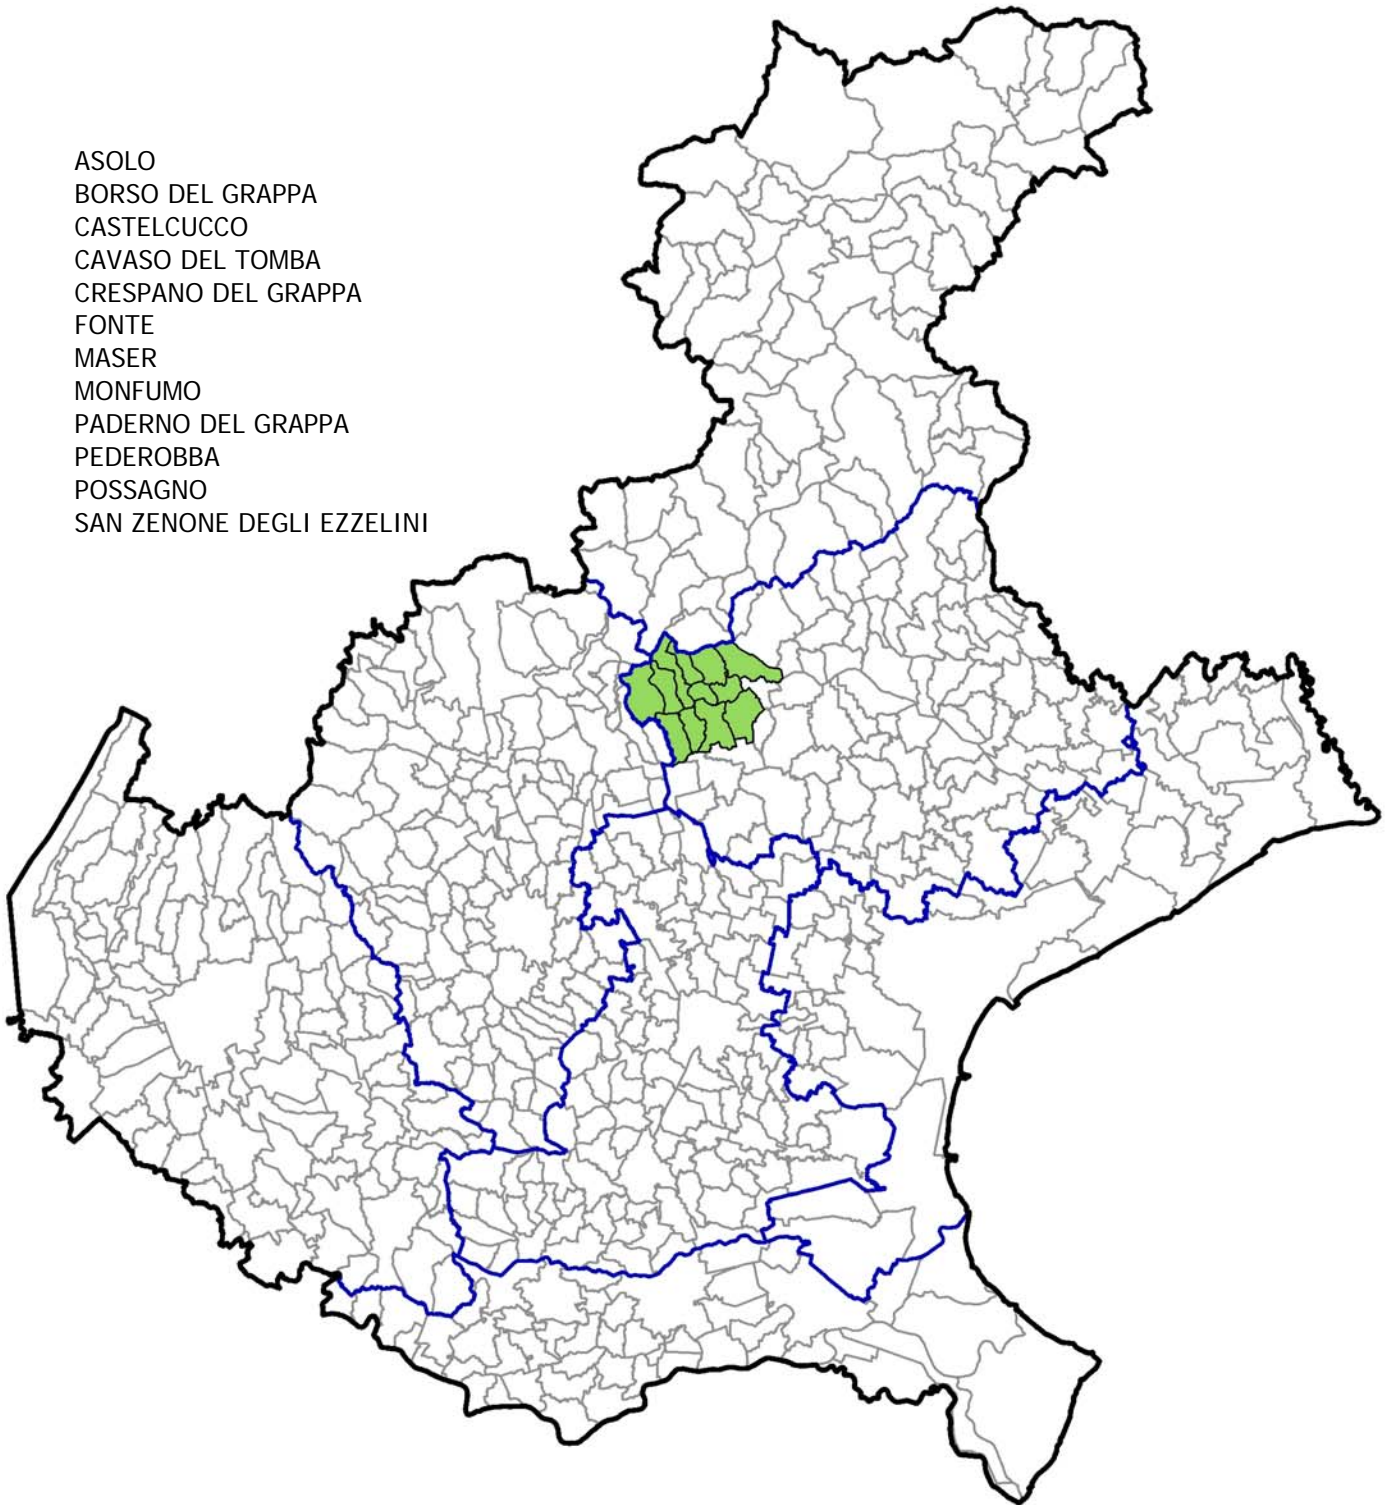 ASOLO
BORSO DEL GRAPPA
CASTELCUCCO
CAVASO DEL TOMBA
CRESPANO DEL GRAPPA
FONTE
MASER
MONFUMO
PADERNO DEL GRAPPA
PEDEROBBA
POSSAGNO
SAN ZENONE DEGLI EZZELINI